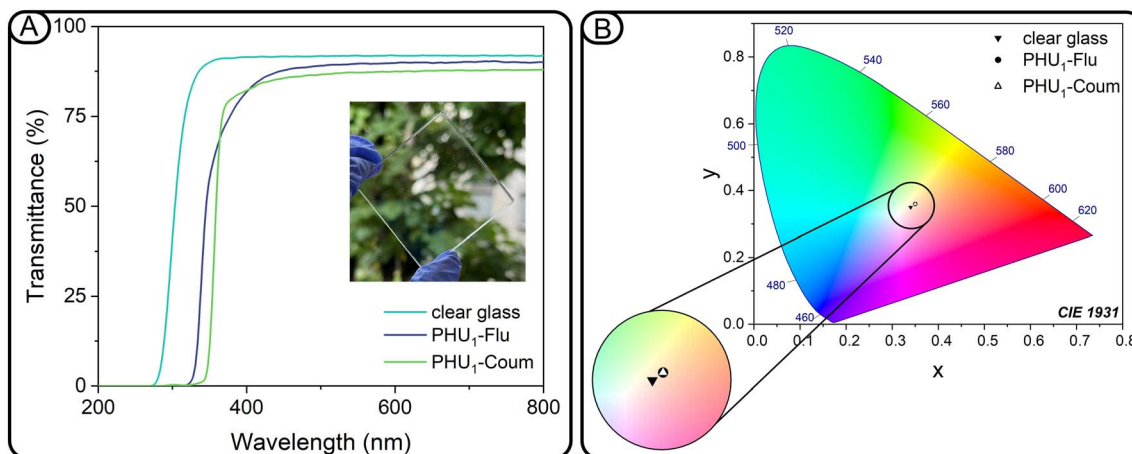 A
100
75
50
25
0
Transmittance (%)
200
400
600
800
Wavelength (nm)
clear glass
PHU₁-Flu
PHU₁-Coum
B
0.8
0.7
0.6
0.4
0.2
0.0
y
0.0 0.1 0.2 0.3 0.4 0.5 0.6 0.7 0.8
x
520
540
560
580
600
620
500
480
460
clear glass
PHU₁-Flu
PHU₁-Coum
CIE 1931